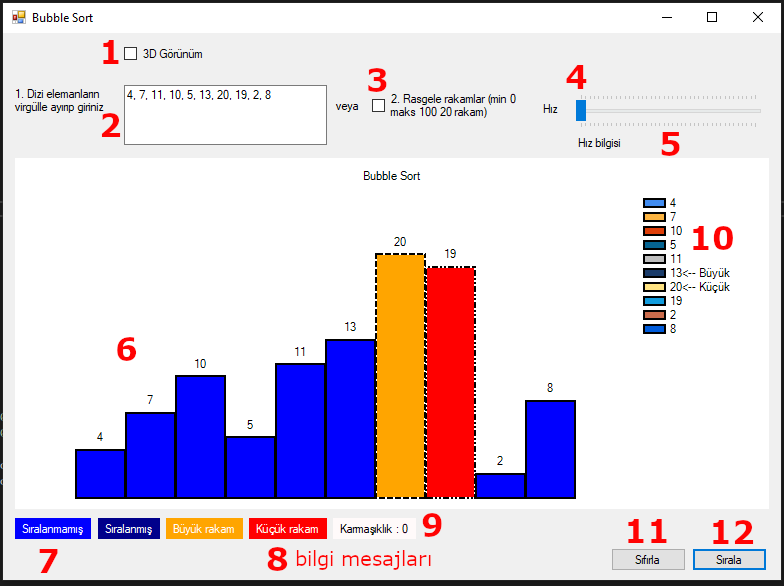 Bubble Sort
1
3D Görünüm
1. Dizi elemanların
virgülle ayırıp giriniz
2
4, 7, 11, 10, 5, 13, 20, 19, 2, 8
veya
3
2. Rasgele rakamlar (min 0
maks 100 20 rakam)
4
Hız
Hız bilgisi
5
Bubble Sort
6
4
7
10
5
11
13
20
19
2
8
4
7
10
5
11
13<-- Büyük
20<-- Küçük
19
2
8
10
Sıralanmamış
Sıralanmış
Büyük rakam
Küçük rakam
Karmaşıklık : 0
9
7
8 bilgi mesajları
11
12
Sıfırla
Sırala